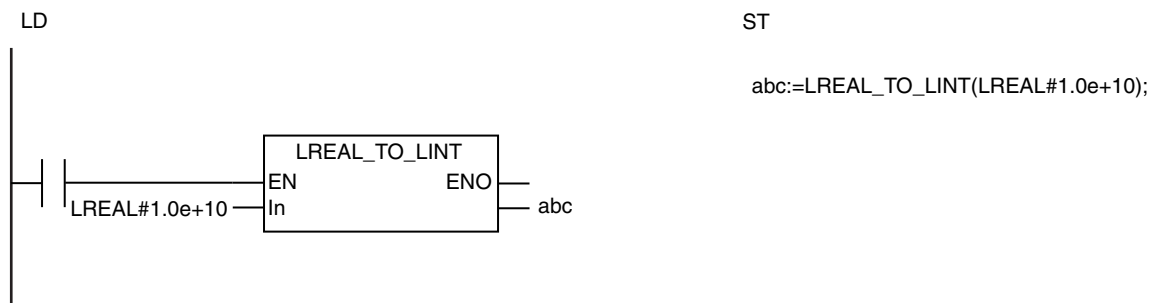 LD
LREAL_TO_LINT
EN ENO
LREAL#1.0e+10 In abc
ST
abc:=LREAL_TO_LINT(LREAL#1.0e+10);